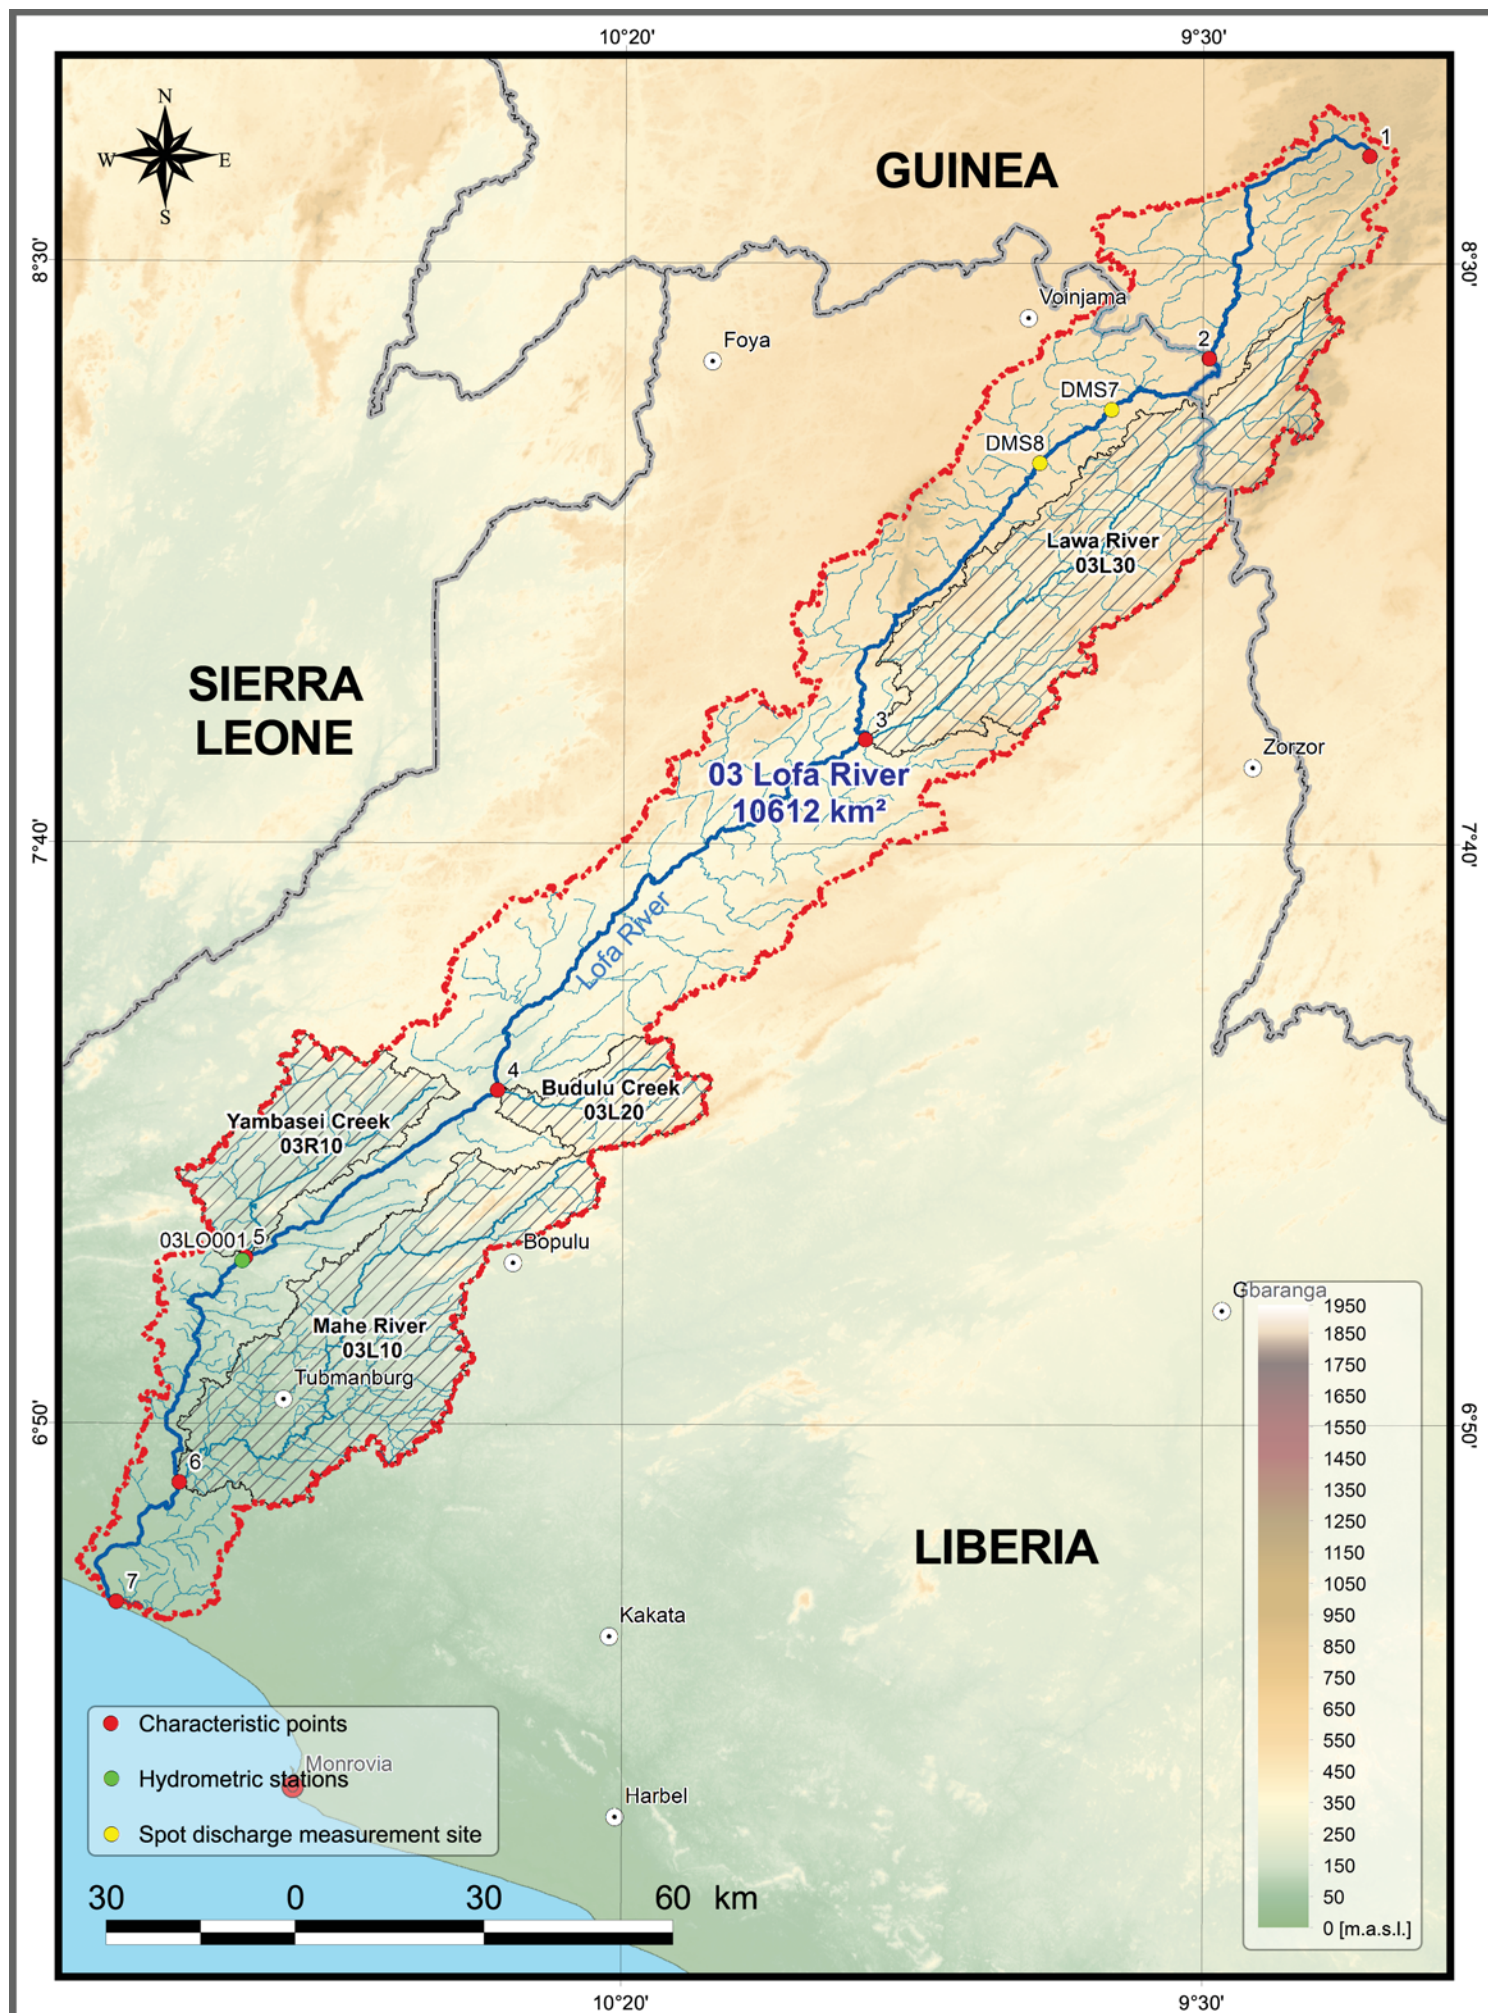 10°20'
9°30'
N
W
E
S
GUINEA
1
8°30'
8°30'
Voinjama
Foya
2
DMS7
DMS8
Lawa River
03L30
SIERRA
LEONE
3
Zorzor
03 Lofa River
10612 km²
7°40'
7°40'
Lofa River
4
Budulu Creek
03L20
Yambasei Creek
03R10
03LO001
5
Bopulu
Gbaranga
Mahe River
03L10
Tubmanburg
6°50'
6°50'
6
LIBERIA
7
Kakata
Characteristic points
Monrovia
Hydrometric stations
Spot discharge measurement site
Harbel
30
0
30
60
km
1950
1850
1750
1650
1550
1450
1350
1250
1150
1050
950
850
750
650
550
450
350
250
150
50
0 [m.a.s.l.]
10°20'
9°30'